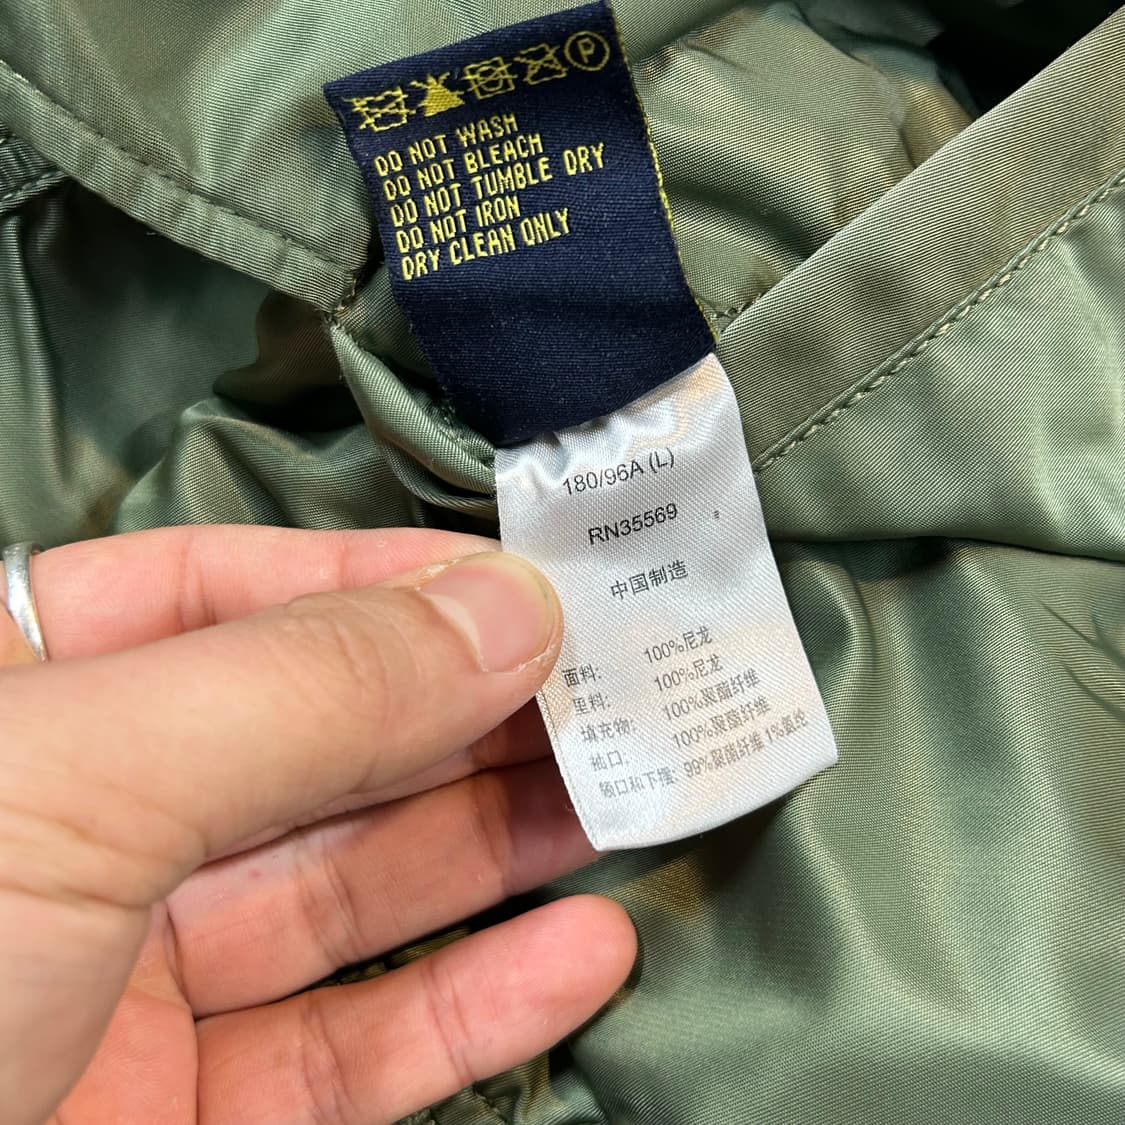 P
DO NOT WASH
DO NOT BLEACH
DO NOT TUMBLE DRY
DO NOT IRON
DRY CLEAN ONLY
180/96A (L)
RN35569
中国制造
面料: 100%尼龙
里料: 100%尼龙
填充物: 100%聚酯纤维
袖口: 100%聚酯纤维
领口和下摆: 99%聚酯纤维 1%氨纶